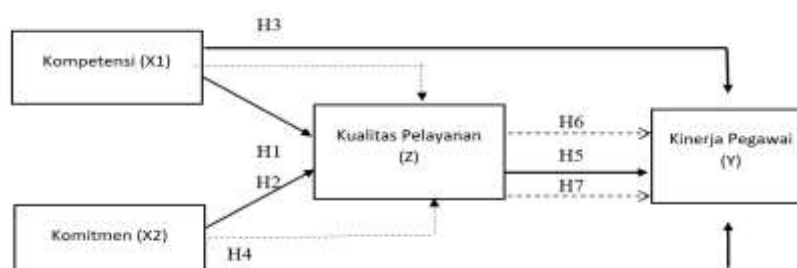 H3
Kompetensi (X1)
Kualitas Pelayanan
(Z)
H6
Kinerja Pegawai
(Y)
H1
H5
H2
H7
Komitmen (X2)
H4